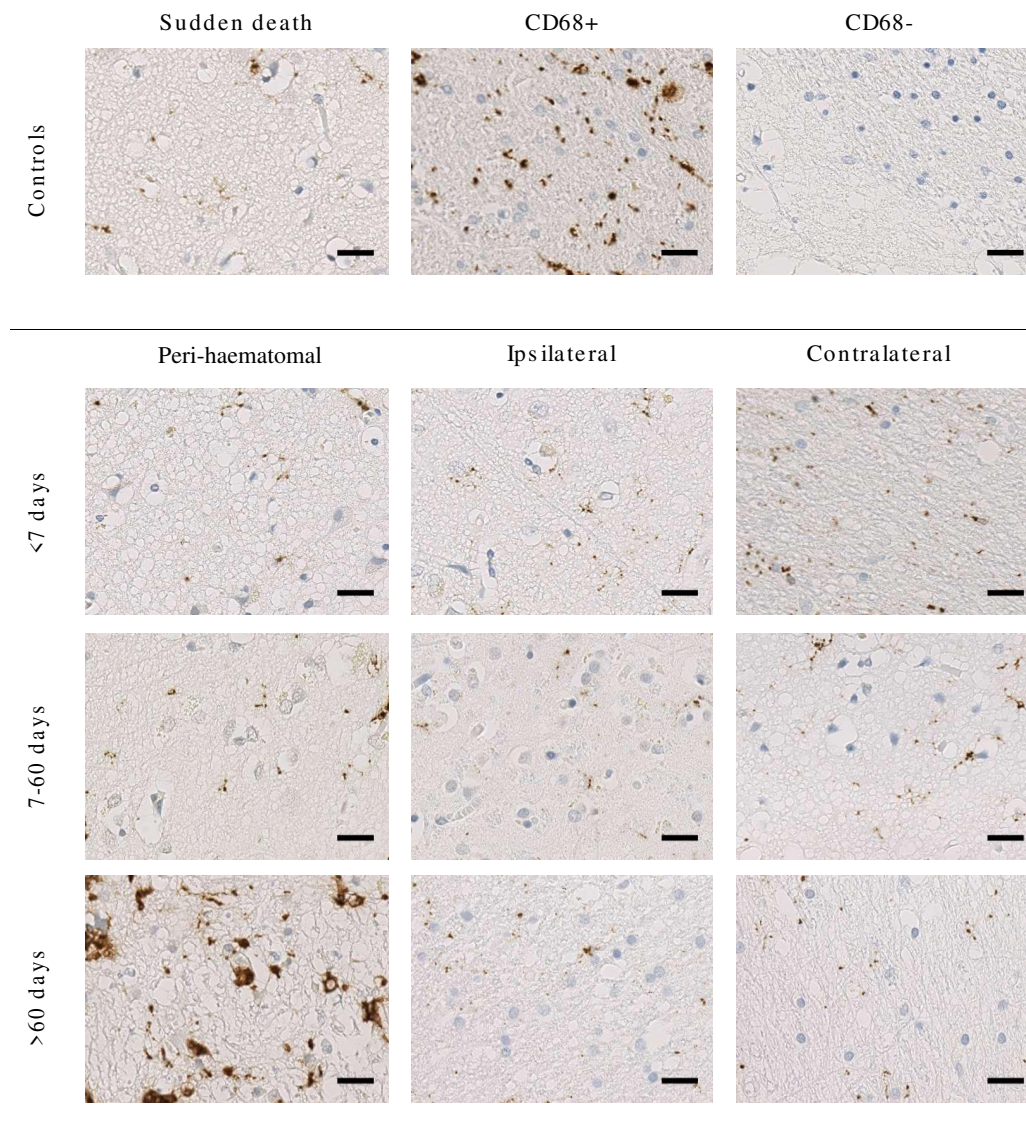 Sudden death
CD68+
CD68-
Controls
Peri-haematomal
Ipsilateral
Contralateral
<7 days
7-60 days
>60 days